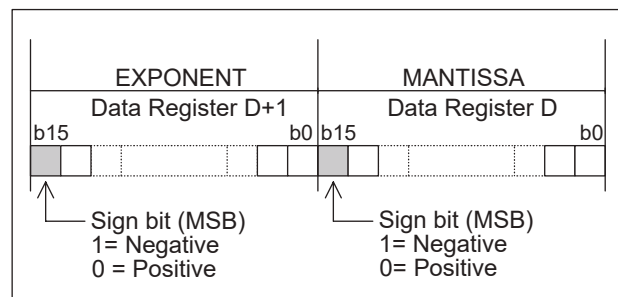 EXPONENT MANTISSA
Data Register D+1 Data Register D
b15 b0 b15 b0
Sign bit (MSB) Sign bit (MSB)
1= Negative 1= Negative
0 = Positive 0= Positive